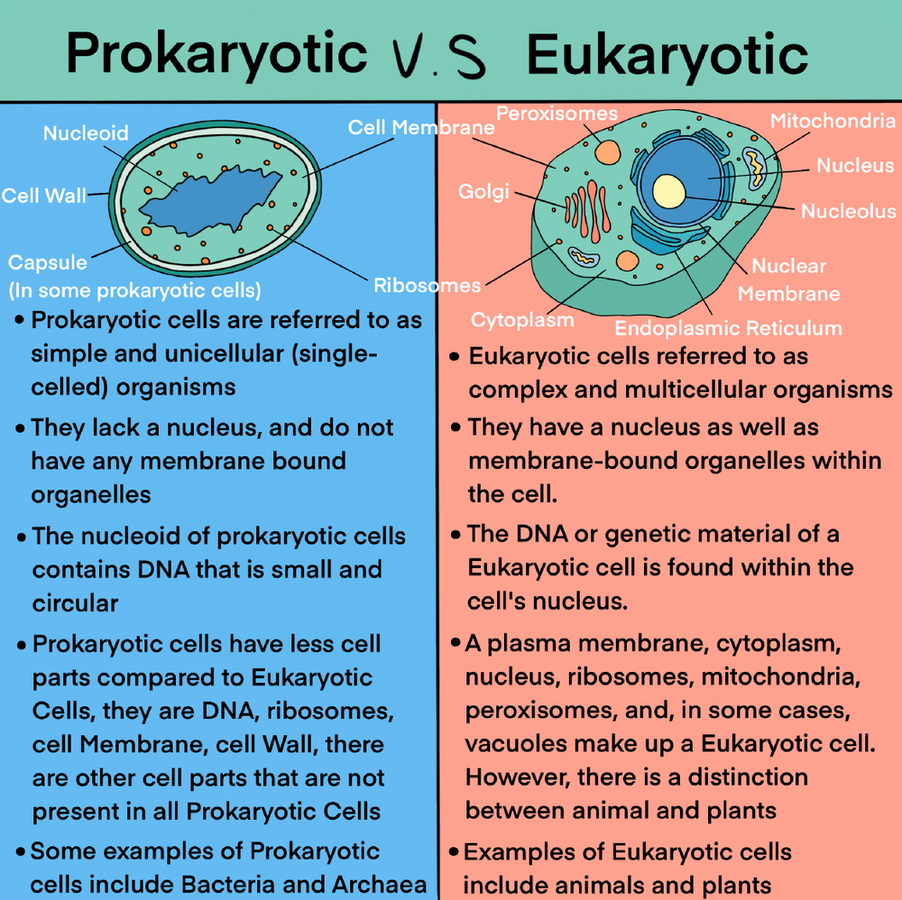 Prokaryotic V.S Eukaryotic
Nucleoid
Cell Membrane
Cell Wall
Capsule
(In some prokaryotic cells)
Ribosomes
Peroxisomes
Mitochondria
Golgi
Nucleus
Nucleolus
Nuclear
Membrane
Cytoplasm
Endoplasmic Reticulum
• Prokaryotic cells are referred to as
simple and unicellular (single-
celled) organisms
• They lack a nucleus, and do not
have any membrane bound
organelles
• The nucleoid of prokaryotic cells
contains DNA that is small and
circular
• Prokaryotic cells have less cell
parts compared to Eukaryotic
Cells, they are DNA, ribosomes,
cell Membrane, cell Wall, there
are other cell parts that are not
present in all Prokaryotic Cells
• Some examples of Prokaryotic
cells include Bacteria and Archaea
• Eukaryotic cells referred to as
complex and multicellular organisms
• They have a nucleus as well as
membrane-bound organelles within
the cell.
• The DNA or genetic material of a
Eukaryotic cell is found within the
cell's nucleus.
• A plasma membrane, cytoplasm,
nucleus, ribosomes, mitochondria,
peroxisomes, and, in some cases,
vacuoles make up a Eukaryotic cell.
However, there is a distinction
between animal and plants
• Examples of Eukaryotic cells
include animals and plants